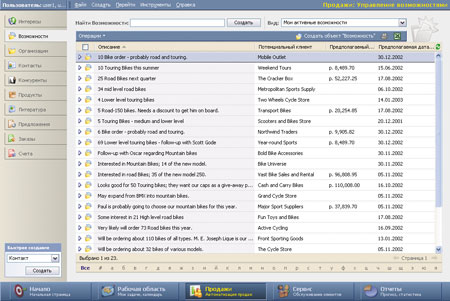 Пользователь: user1, u...
Файл Создать Перейти Инструменты Справка
Продажи: Управление возможностями
Интересы
Возможности
Организации
Контакты
Конкуренты
Продукты
Литература
Предложения
Заказы
Счета
Найти Возможности:
Создать
Вид: Мои активные возможности
Операции
Создать объект "Возможность"
Описание Потенциальный клиент Предполагаемый... Предполагаемая дата...
10 Bike order - probably road and touring. Mobile Outlet 30.12.2002
10 Touring Bikes this summer Weekend Tours р. 8,489.70 15.06.2002
25 Road Bikes next quarter The Cracker Box р. 52,227.25 17.08.2002
34 mid level road bikes Metropolitan Sports Supply 06.10.2002
4 Lower level touring bikes Two Wheels Cycle Store 14.01.2003
5 Road-150 bikes. Needs a discount to get him on board. Transport Bikes р. 20,254.85 17.08.2002
5 Touring Bikes - medium and lower level Scooters and Bikes Store 12.12.2001
6 Bike order - probably road and touring. Northwind Traders р. 9,905.82 30.12.2002
69 Lower level touring bikes - follow-up with Scott Gode Year-round Sports р. 8,489.70 30.12.2002
Follow-up with Oscar regarding Mountain bikes Bold Bike Accessories 30.11.2002
Interested in Mountain Bikes; 14 of the new model. Bike Universe 30.11.2002
Interested in road Bikes; 35 of the new model 250. Vast Bike Sales and Rental р. 96,808.00 05.11.2002
Looks good for 50 Touring bikes; they want our caps as a give-away p... Cash and Carry Bikes р. 110,008.00 16.10.2002
May expand from BMX into mountain bikes. Grand Cycle Store 05.11.2002
Paul is probably going to choose our mountain bikes for this year. Major Sport Suppliers р. 37,839.70 05.11.2002
Some interest in 21 High level road bikes Fun Toys and Bikes 17.08.2002
Very likely will order 73 Road bikes this year. Active Cycling 16.09.2002
Will be ordering about 110 bikes of all types. M. E. Joseph Lique is our ... Front Sporting Goods 13.01.2002
Will be ordering about 32 bikes of various models. The Cycle Store 05.11.2002
Выбрано 1 из 23.
Страница 1
Все
Быстрое создание
Контакт
Создать
Начало
Начальная страница
Рабочая область
Мои задачи, календарь
Продажи
Автоматизация продаж
Сервис
Обслуживание клиентов
Отчеты
Прогноз, статистика